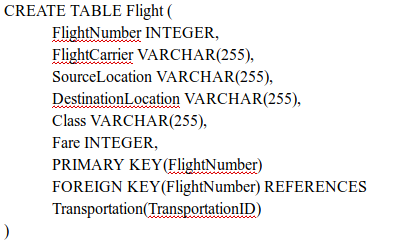 CREATE TABLE Flight (
FlightNumber INTEGER,
FlightCarrier VARCHAR(255),
SourceLocation VARCHAR(255),
DestinationLocation VARCHAR(255),
Class VARCHAR(255),
Fare INTEGER,
PRIMARY KEY(FlightNumber)
FOREIGN KEY(FlightNumber) REFERENCES
Transportation(TransportationID)
)